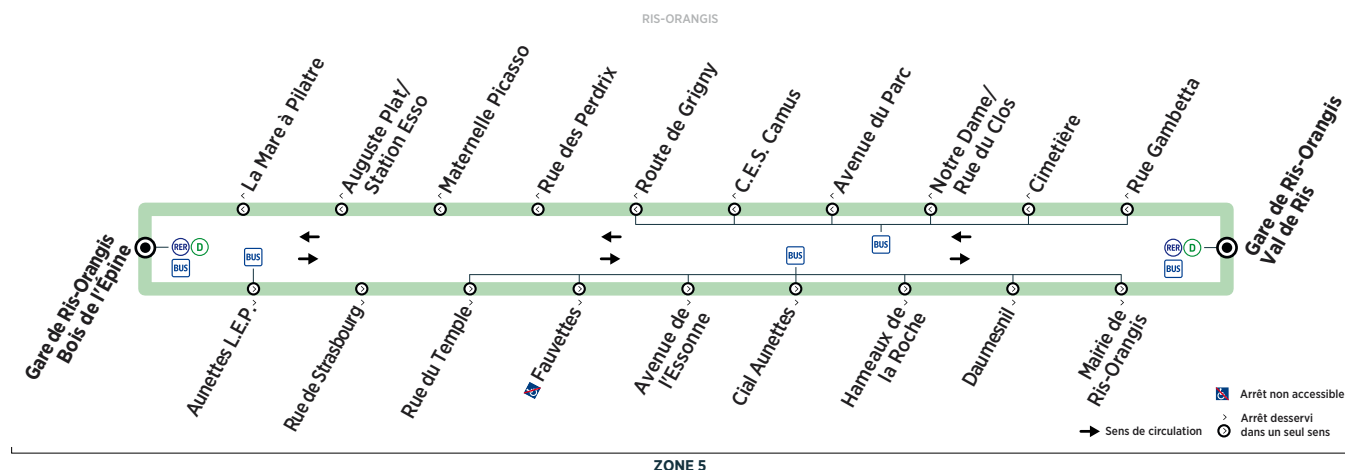 RIS-ORANGIS
La Mare à Pilatre
Auguste Plat/
Station Esso
Maternelle Picasso
Rue des Perdrix
Route de Grigny
C.E.S. Camus
Avenue du Parc
Notre Dame/
Rue du Clos
Cimetière
Rue Gambetta
Gare de Ris-Orangis
Bois de l'Épine
RER D
BUS
BUS
BUS
BUS
RER D
BUS
Gare de Ris-Orangis
Val de Ris
Aunettes L.E.P.
Rue de Strasbourg
Rue du Temple
Fauvettes
Avenue de
l'Essonne
Cial Aunettes
Hameaux de
la Roche
Daumesnil
Mairie de
Ris-Orangis
Arrêt non accessible
Sens de circulation
Arrêt desservi
dans un seul sens
ZONE 5